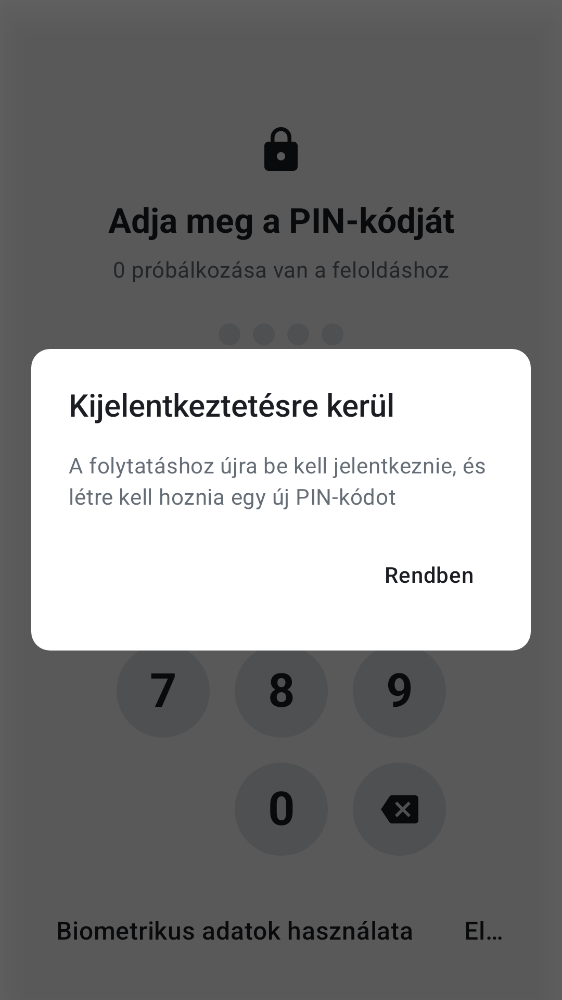 Adja meg a PIN-kódját
0 próbálkozása van a feloldáshoz
Kijelentkeztetésre kerül
A folytatáshoz újra be kell jelentkeznie, és
létre kell hoznia egy új PIN-kódot
Rendben
7 8 9
0
Biometrikus adatok használata El...